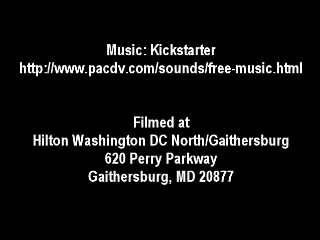 Music: Kickstarter
http://www.pacdv.com/sounds/free-music.html
Filmed at
Hilton Washington DC North/Gaithersburg
620 Perry Parkway
Gaithersburg, MD 20877